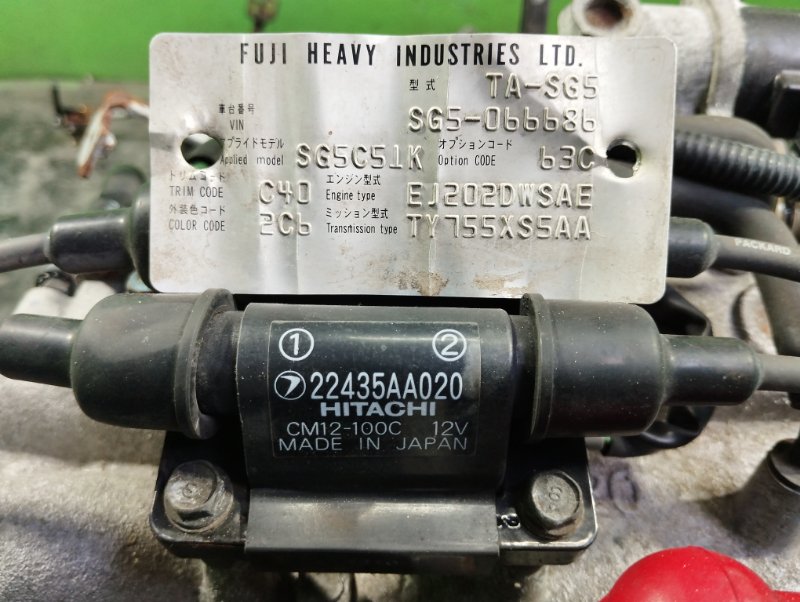 FUJI HEAVY INDUSTRIES LTD.
型式 TA-SG5
車台番号 VIN SG5-066686
アプライドモデル Applied model SG5C51K オプションコード Option CODE 63C
トリムコード TRIM CODE C40 エンジン型式 Engine type EJ202DWSAE
外装色コード COLOR CODE 2C6 ミッション型式 Transmission type TY755XS5AA
PACKARD
① ②
22435AA020
HITACHI
CM12-100C 12V
MADE IN JAPAN